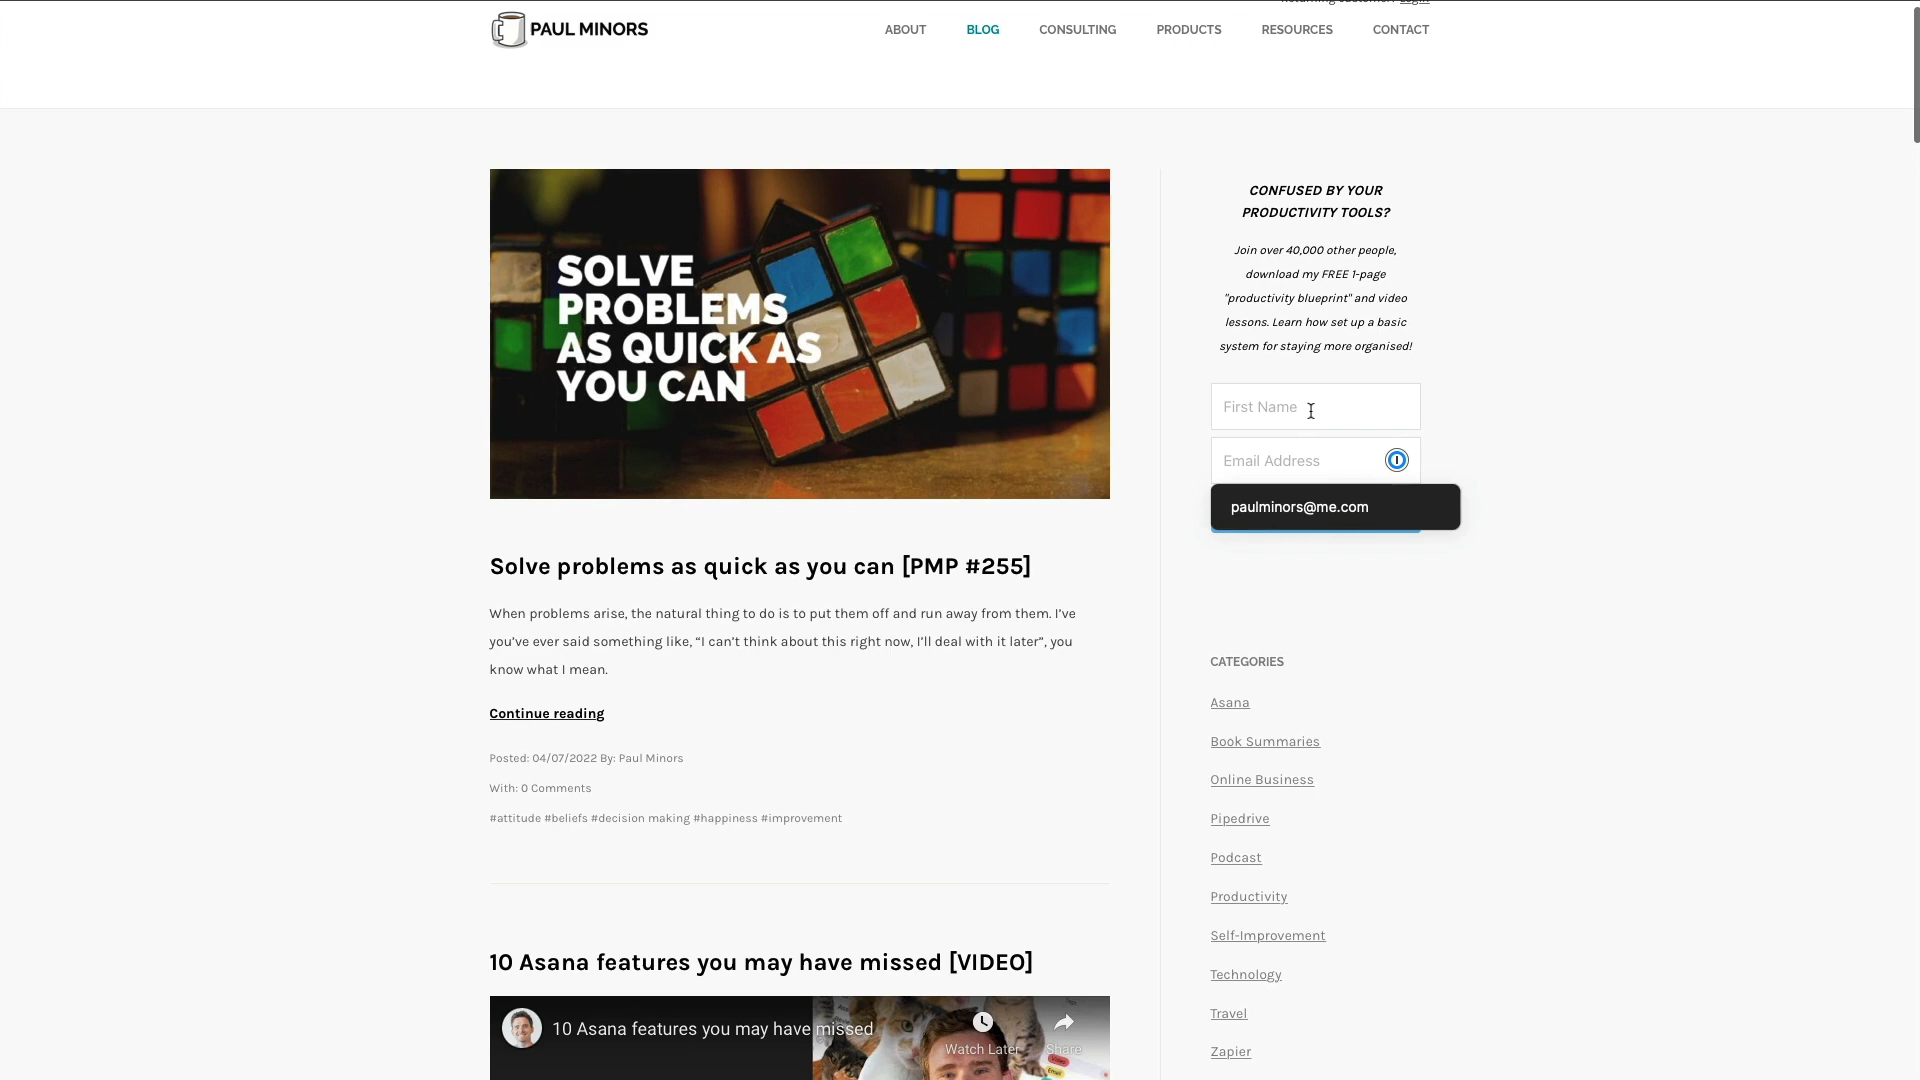 Returning customer? Login
PAUL MINORS
ABOUT
BLOG
CONSULTING
PRODUCTS
RESOURCES
CONTACT
SOLVE
PROBLEMS
AS QUICK AS
YOU CAN
Solve problems as quick as you can [PMP #255]
When problems arise, the natural thing to do is to put them off and run away from them. I’ve
you’ve ever said something like, “I can’t think about this right now, I’ll deal with it later”, you
know what I mean.
Continue reading
Posted: 04/07/2022 By: Paul Minors
With: 0 Comments
#attitude #beliefs #decision making #happiness #improvement
10 Asana features you may have missed [VIDEO]
10 Asana features you may have missed
Watch Later
Share
Video
Email
CONFUSED BY YOUR
PRODUCTIVITY TOOLS?
Join over 40,000 other people,
download my FREE 1-page
"productivity blueprint" and video
lessons. Learn how set up a basic
system for staying more organised!
First Name
Email Address
paulminors@me.com
CATEGORIES
Asana
Book Summaries
Online Business
Pipedrive
Podcast
Productivity
Self-Improvement
Technology
Travel
Zapier